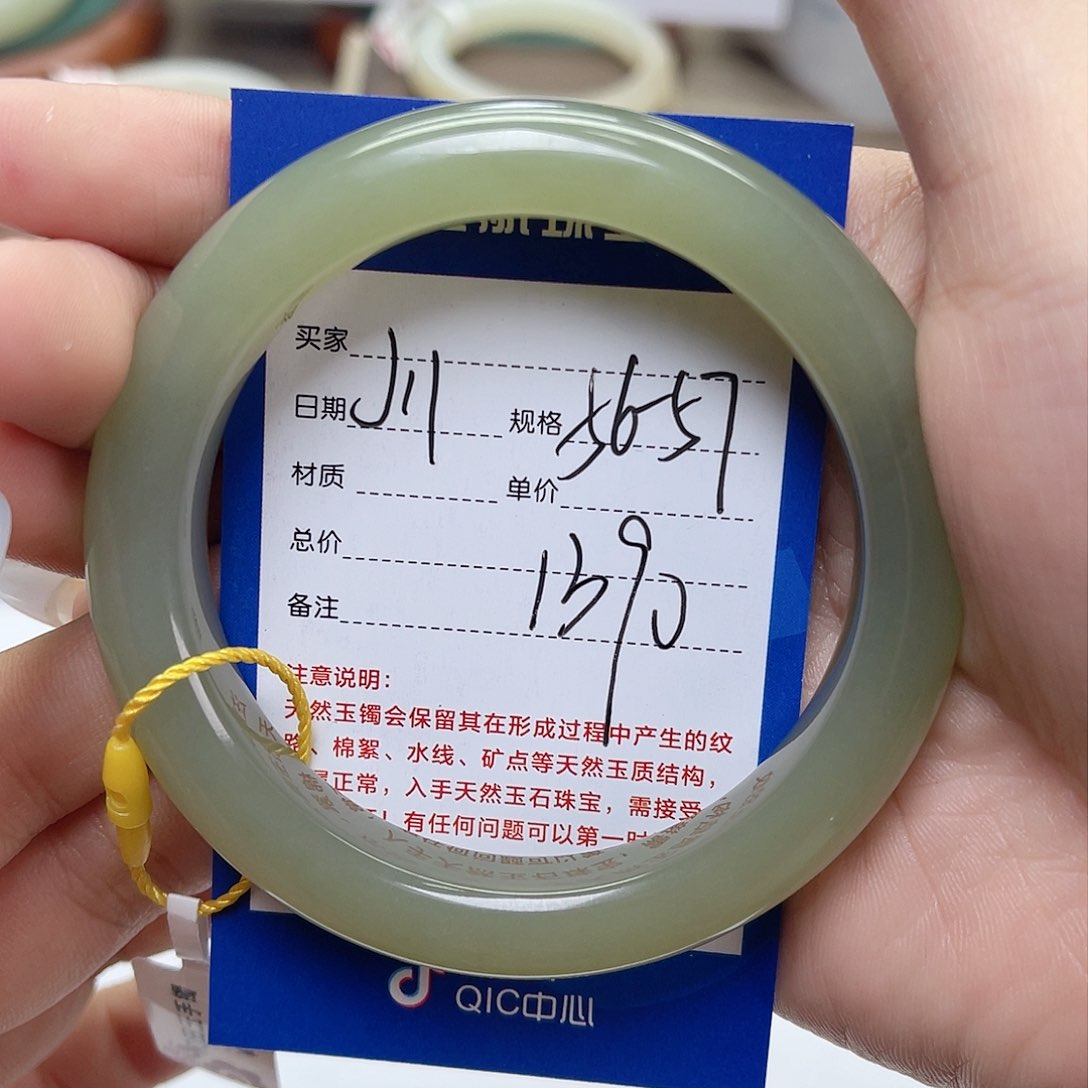 买家 川
日期 规格 5657
材质 单价
总价
备注 1390
注意说明：
天然玉镯会保留其在形成过程中产生的纹
路、棉絮、水线、矿点等天然玉质结构，
正常，入手天然玉石珠宝，需接受
！有任何问题可以第一时
QIC中心